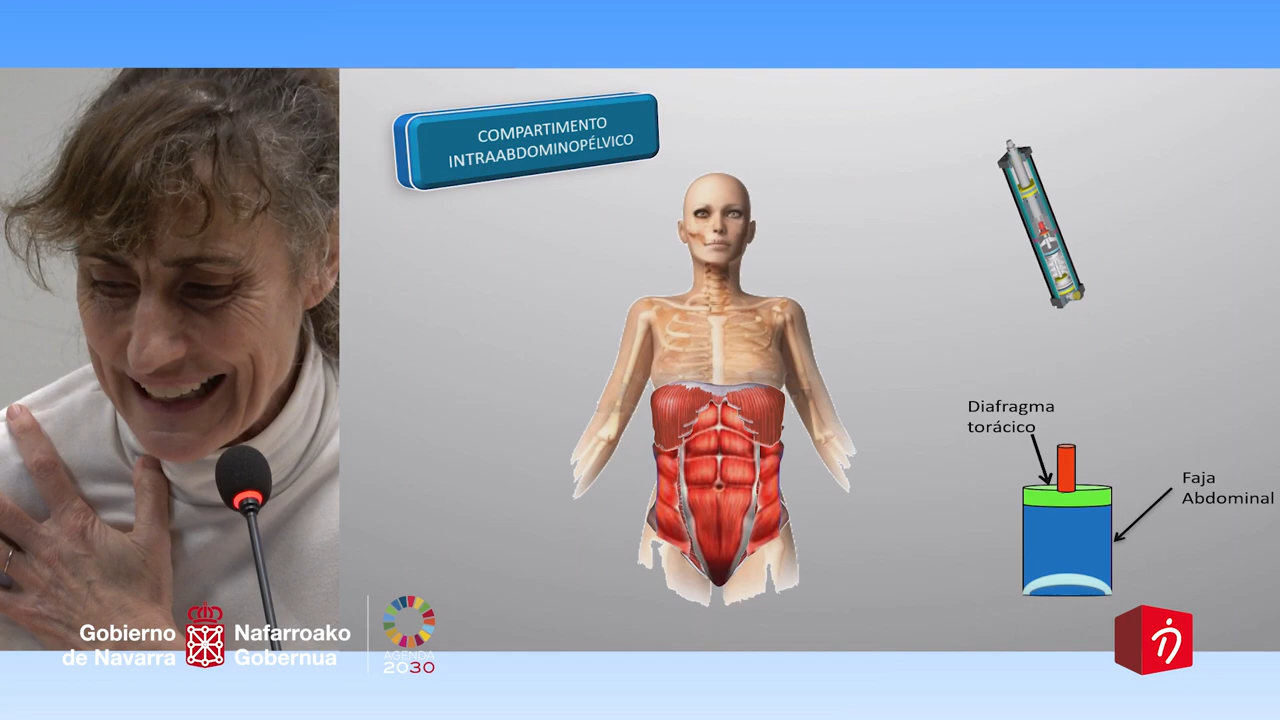 COMPARTIMENTO
INTRAABDOMINOPÉLVICO
Diafragma
torácico
Faja
Abdominal
Gobierno
de Navarra
Nafarroako
Gobernua
AGENDA
2030